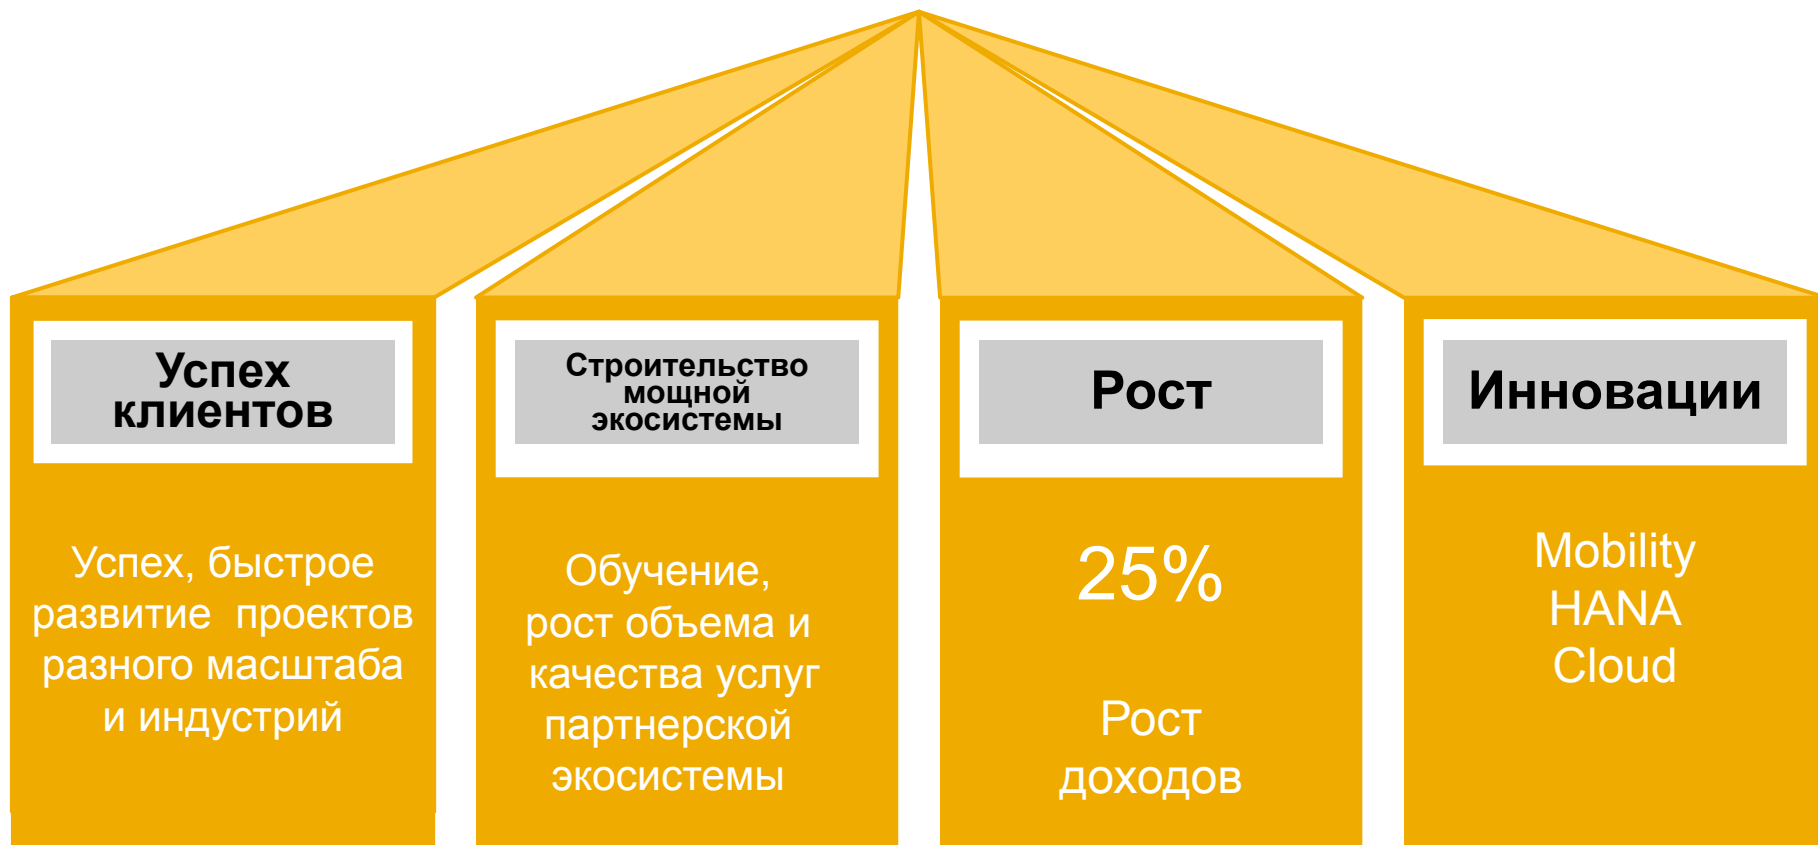 Успех
клиентов
Успех, быстрое
развитие проектов
разного масштаба
и индустрий
Строительство
мощной
экосистемы
Обучение,
рост объема и
качества услуг
партнерской
экосистемы
Рост
25%
Рост
доходов
Инновации
Mobility
HANA
Cloud